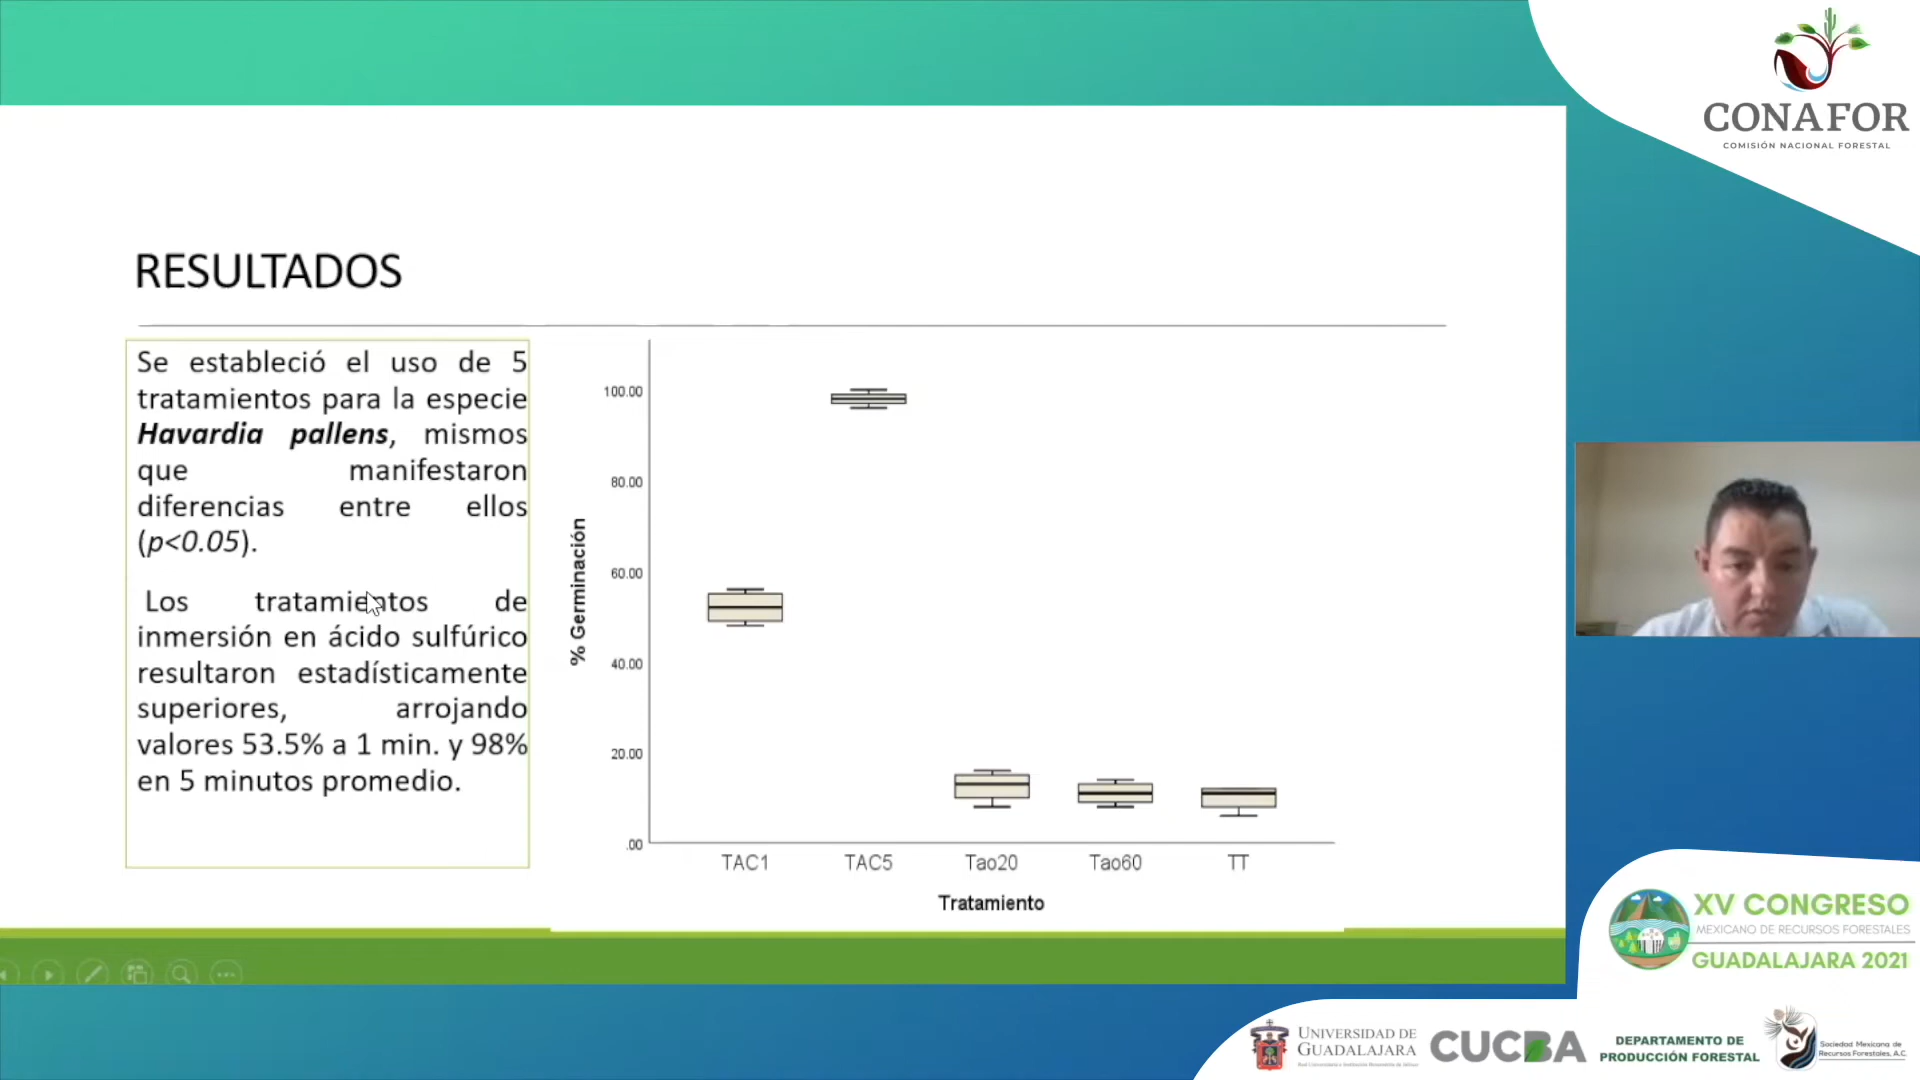 CONAFOR
COMISIÓN NACIONAL FORESTAL
RESULTADOS
Se estableció el uso de 5
tratamientos para la especie
Havardia pallens, mismos
que manifestaron
diferencias entre ellos
(p<0.05).
Los tratamientos de
inmersión en ácido sulfúrico
resultaron estadísticamente
superiores, arrojando
valores 53.5% a 1 min. y 98%
en 5 minutos promedio.
% Germinación
100.00
80.00
60.00
40.00
20.00
.00
TAC1 TAC5 Tao20 Tao60 TT
Tratamiento
XV CONGRESO
MEXICANO DE RECURSOS FORESTALES
GUADALAJARA 2021
UNIVERSIDAD DE
GUADALAJARA
CUCBA
DEPARTAMENTO DE
PRODUCCIÓN FORESTAL
Sociedad Mexicana de
Recursos Forestales, A.C.